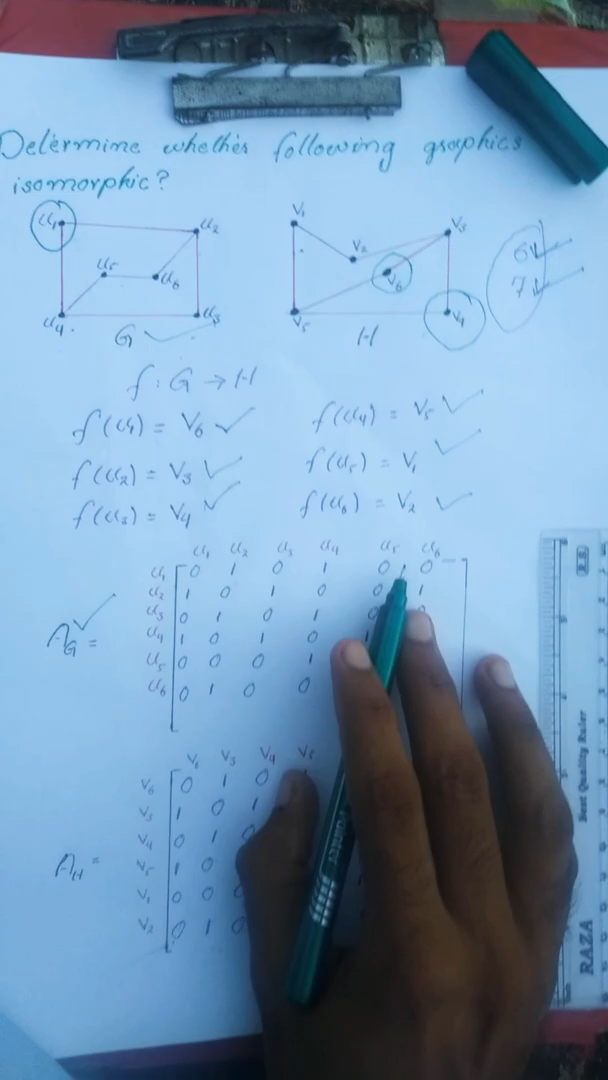 Determine whether following graphics
isomorphic?
u₁ u₂ u₅ u₆ u₄ u₃
G
V₁ V₂ V₃ V₆ V₅ V₄
H
6
7
f : G → H
f(u₁) = V₆ f(u₄) = V₅
f(u₂) = V₃ f(u₅) = V₁
f(u₃) = V₄ f(u₆) = V₂
u₁ u₂ u₃ u₄ u₅ u₆
u₁ 0 1 0 1 0 0
u₂ 1 0 1 0 0 1
u₃ 0 1 0 1 0 0
A_G =
u₄ 1 0 1 0
u₅ 0 0 0 1
u₆ 0 1 0 0
V₆ V₃ V₄ V₅
V₆ 0 1 0
V₃ 1 0 1
V₄ 0 1 0
A_H =
V₅ 1 0
V₁ 0 0 0
V₂ 0 1 0
Best Quality Ruler
RAZA